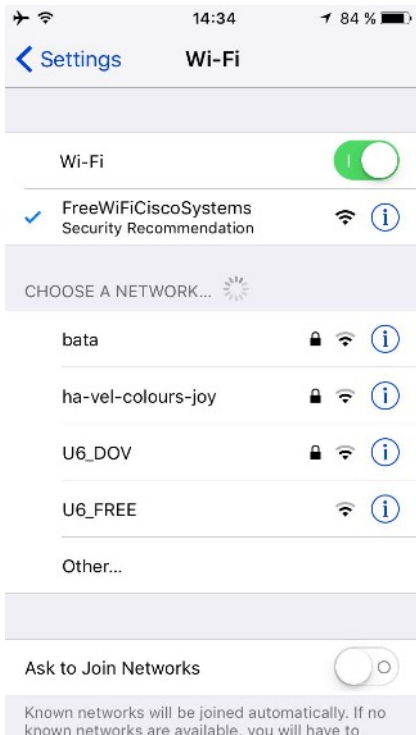 14:34
84 %
Settings
Wi-Fi
Wi-Fi
FreeWiFiCiscoSystems
Security Recommendation
CHOOSE A NETWORK...
bata
ha-vel-colours-joy
U6_DOV
U6_FREE
Other...
Ask to Join Networks
Known networks will be joined automatically. If no
known networks are available, you will have to